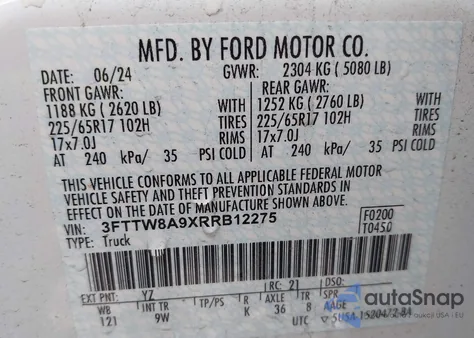 MFD. BY FORD MOTOR CO.
DATE: 06/24 GVWR: 2304 KG (5080 LB)
FRONT GAWR: REAR GAWR:
1188 KG (2620 LB) WITH 1252 KG (2760 LB) WITH
225/65R17 102H TIRES 225/65R17 102H TIRES
17x7.0J RIMS 17x7.0J RIMS
AT 240 kPa/ 35 PSI COLD AT 240 kPa/ 35 PSI COLD
THIS VEHICLE CONFORMS TO ALL APPLICABLE FEDERAL MOTOR
VEHICLE SAFETY AND THEFT PREVENTION STANDARDS IN
EFFECT ON THE DATE OF MANUFACTURE SHOWN ABOVE.
VIN: 3FTTW8A9XRRB12275 F0200
TYPE: Truck T0450
EXT PNT: YZ RC: 21 DSO:
WB INT TR TP/PS R AXLE TR SPR
121 9W K 36 8 AAGE
UTC
autoSnap